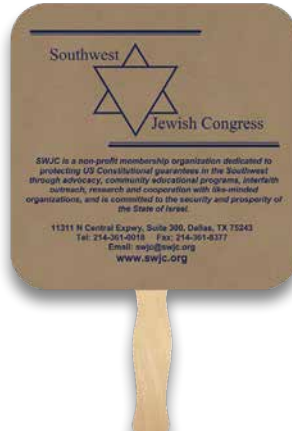 Southwest
Jewish Congress
SWJC is a non-profit membership organization dedicated to
protecting US Constitutional guarantees in the Southwest
through advocacy, community educational programs, interfaith
outreach, research and cooperation with like-minded
organizations, and is committed to the security and prosperity of
the State of Israel.
11311 N Central Expwy, Suite 300, Dallas, TX 75243
Tel: 214-361-0018 Fax: 214-361-8377
Email: swjc@swjc.org
www.swjc.org